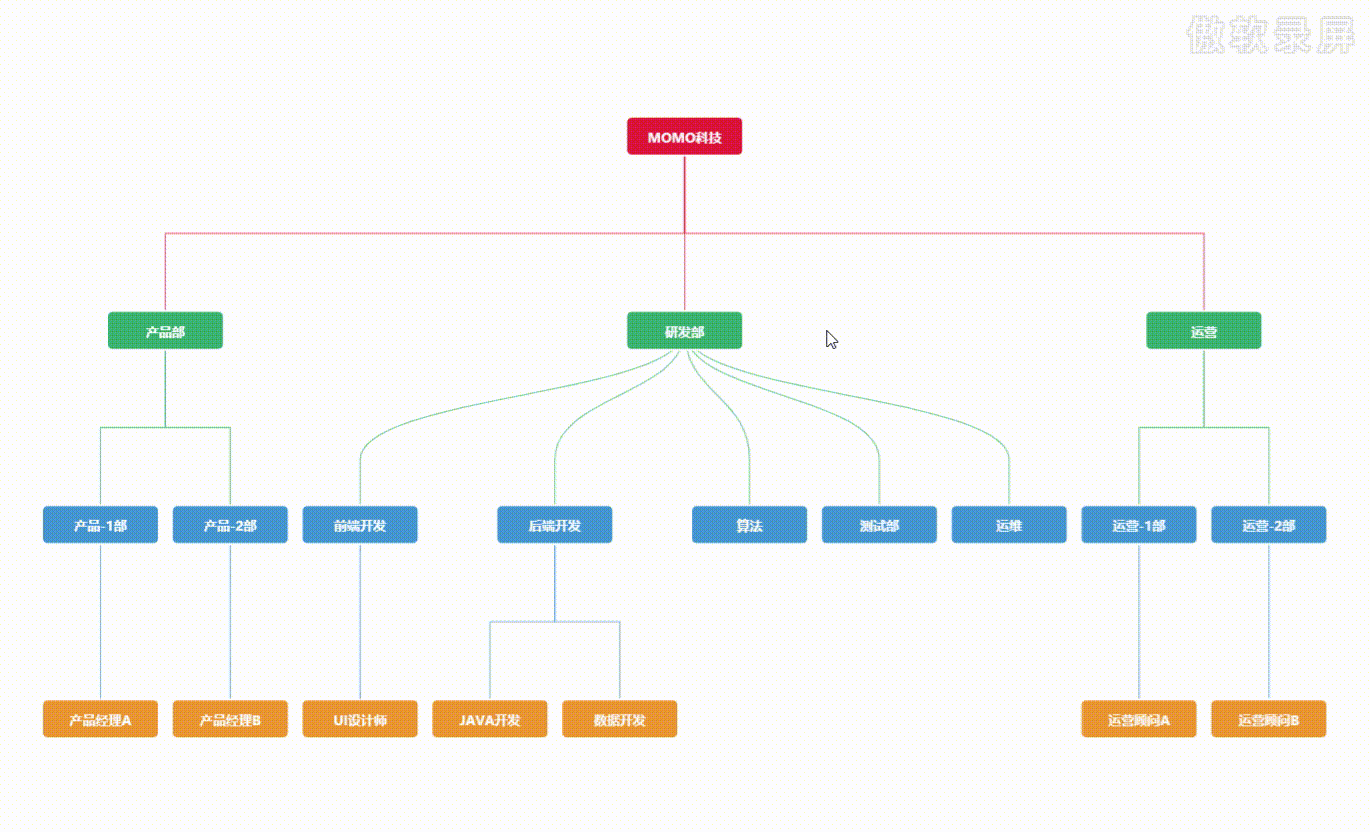 傲软录屏
MOMO科技
产品部
研发部
运营
产品-1部
产品-2部
前端开发
后端开发
算法
测试部
运维
运营-1部
运营-2部
产品经理A
产品经理B
UI设计师
JAVA开发
数据开发
运营顾问A
运营顾问B